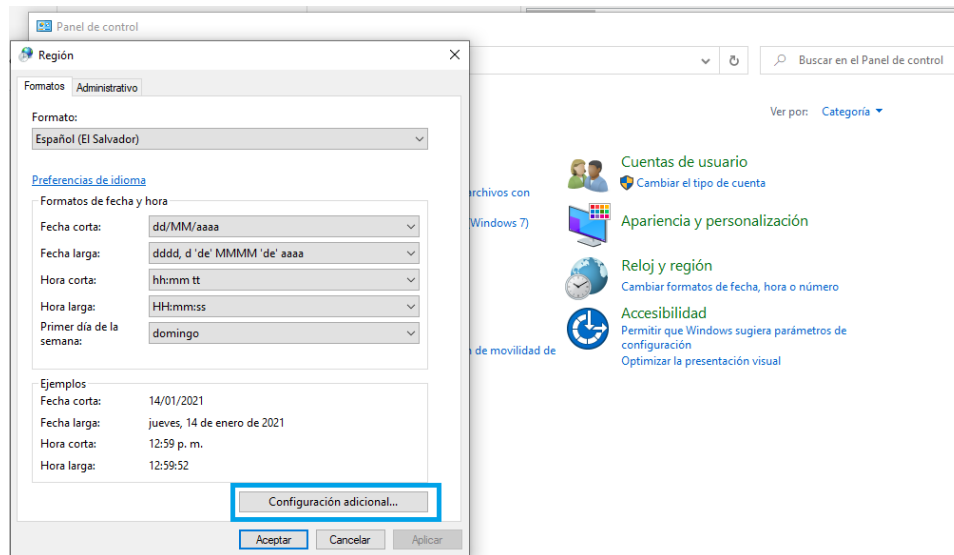 Panel de control
Región
Formatos Administrativo
Formato:
Español (El Salvador)
Preferencias de idioma
Formatos de fecha y hora
Fecha corta: dd/MM/aaaa
Fecha larga: dddd, d 'de' MMMM 'de' aaaa
Hora corta: hh:mm tt
Hora larga: HH:mm:ss
Primer día de la
semana: domingo
Ejemplos
Fecha corta: 14/01/2021
Fecha larga: jueves, 14 de enero de 2021
Hora corta: 12:59 p. m.
Hora larga: 12:59:52
Configuración adicional...
Aceptar Cancelar Aplicar
Buscar en el Panel de control
Ver por: Categoría
archivos con
Windows 7)
de movilidad de
Cuentas de usuario
Cambiar el tipo de cuenta
Apariencia y personalización
Reloj y región
Cambiar formatos de fecha, hora o número
Accesibilidad
Permitir que Windows sugiera parámetros de
configuración
Optimizar la presentación visual